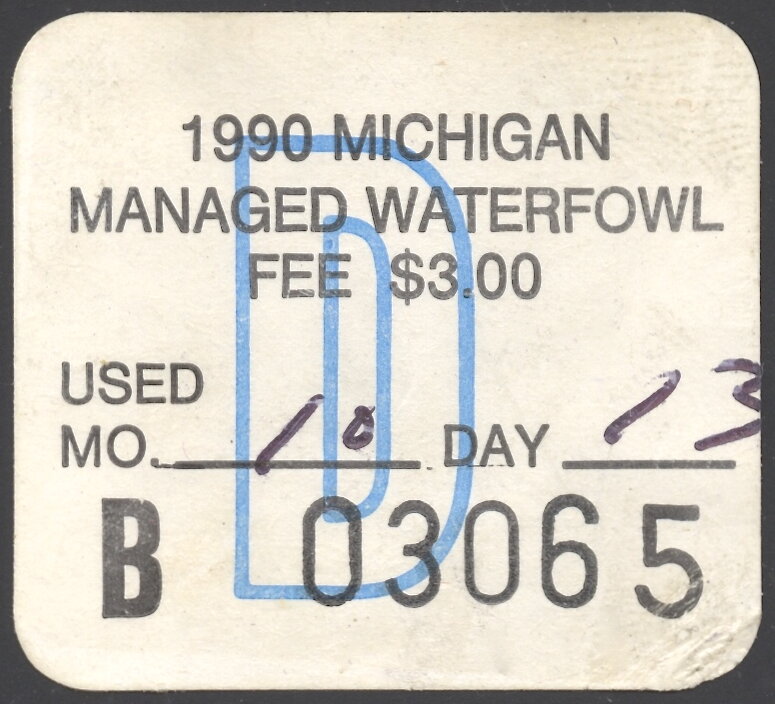 1990 MICHIGAN
MANAGED WATERFOWL
FEE $3.00
USED
MO. 10 DAY 13
B 03065
D